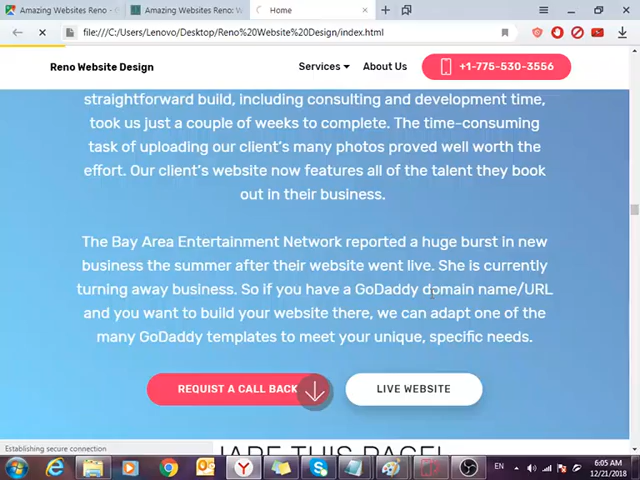 Amazing Websites Reno -
Amazing Websites Reno: W
Home
file:///C:/Users/Lenovo/Desktop/Reno%20Website%20Design/index.html
Reno Website Design
Services
About Us
+1-775-530-3556
straightforward build, including consulting and development time,
took us just a couple of weeks to complete. The time-consuming
task of uploading our client's many photos proved well worth the
effort. Our client's website now features all of the talent they book
out in their business.
The Bay Area Entertainment Network reported a huge burst in new
business the summer after their website went live. She is currently
turning away business. So if you have a GoDaddy domain name/URL
and you want to build your website there, we can adapt one of the
many GoDaddy templates to meet your unique, specific needs.
REQUIST A CALL BACK
LIVE WEBSITE
HARE THIS PAGE!
Establishing secure connection
EN
6:05 AM
12/21/2018